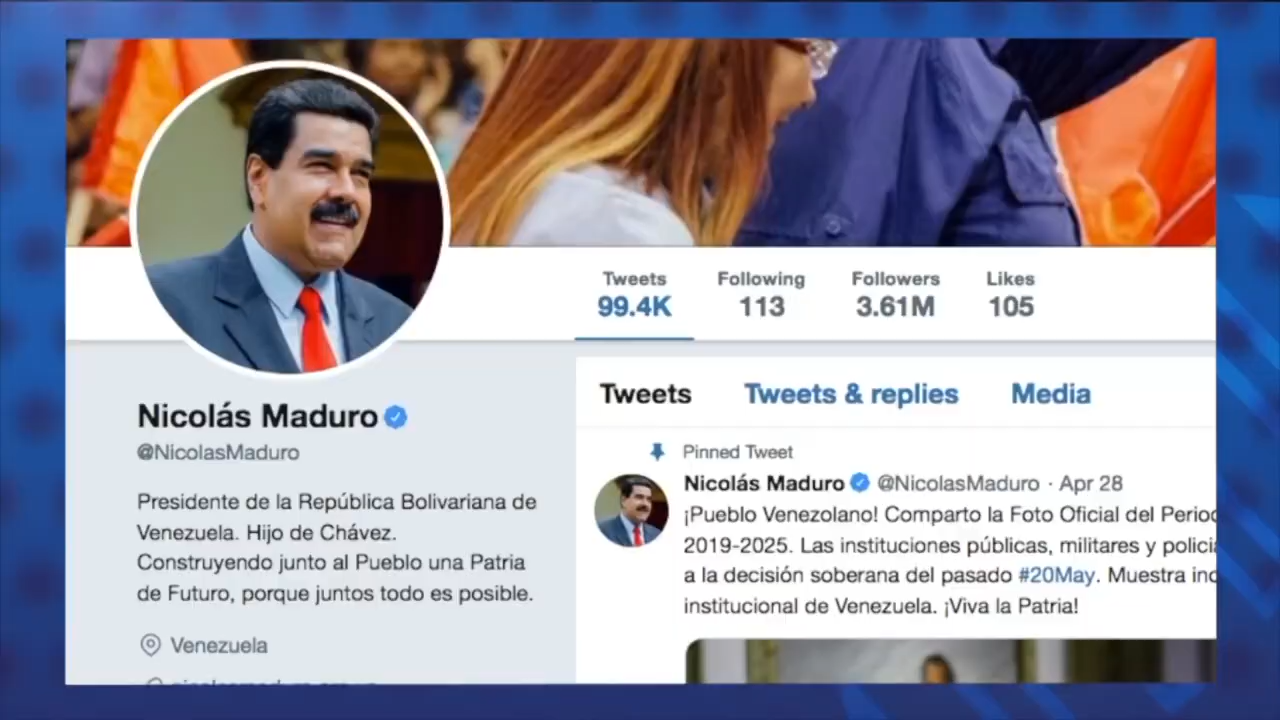 Tweets Following Followers Likes
99.4K 113 3.61M 105
Nicolás Maduro
@NicolasMaduro
Presidente de la República Bolivariana de
Venezuela. Hijo de Chávez.
Construyendo junto al Pueblo una Patria
de Futuro, porque juntos todo es posible.
Venezuela
Tweets Tweets & replies Media
Pinned Tweet
Nicolás Maduro @NicolasMaduro · Apr 28
¡Pueblo Venezolano! Comparto la Foto Oficial del
2019-2025. Las instituciones públicas, militares y
a la decisión soberana del pasado #20May. Muestra
institucional de Venezuela. ¡Viva la Patria!